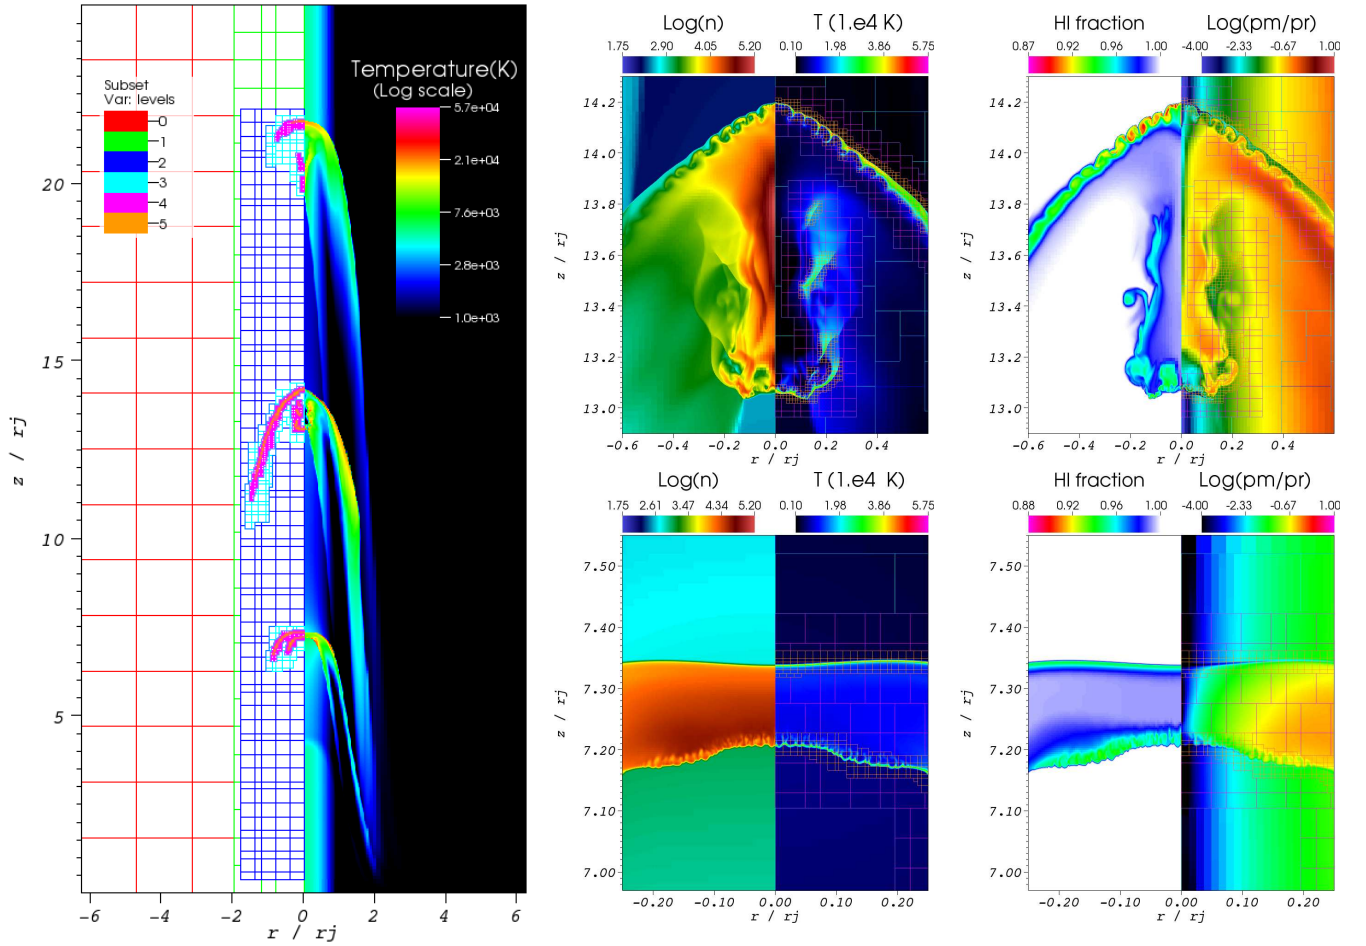 Subset
Var: levels
0
1
2
3
4
5
Temperature(K)
(Log scale)
5.7e+04
2.1e+04
7.6e+03
2.8e+03
1.0e+03
20
15
10
5
z / rj
-6 -4 -2 0 2 4 6
r / rj
Log(n) T (1.e4 K)
1.75 2.90 4.05 5.20 0.10 1.98 3.86 5.75
14.2
14.0
13.8
13.6
13.4
13.2
13.0
z / rj
-0.6 -0.4 -0.2 0.0 0.2 0.4
r / rj
HI fraction Log(pm/pr)
0.87 0.92 0.96 1.00 -4.00 -2.33 -0.67 1.00
14.2
14.0
13.8
13.6
13.4
13.2
13.0
z / rj
-0.4 -0.2 0.0 0.2 0.4
r / rj
Log(n) T (1.e4 K)
1.75 2.61 3.47 4.34 5.20 0.10 1.98 3.86 5.75
7.50
7.40
7.30
7.20
7.10
7.00
z / rj
-0.20 -0.10 0.00 0.10 0.20
r / rj
HI fraction Log(pm/pr)
0.88 0.92 0.96 1.00 -4.00 -2.33 -0.67 1.00
7.50
7.40
7.30
7.20
7.10
7.00
z / rj
-0.20 -0.10 0.00 0.10 0.20
r / rj